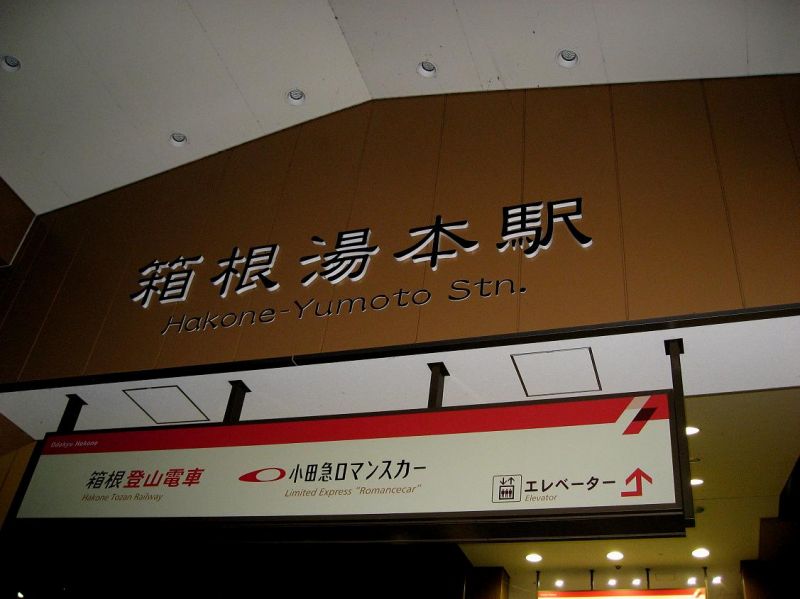 箱根湯本駅
Hakone-Yumoto Stn.
Odakyu Hakone
箱根登山電車
Hakone Tozan Railway
小田急ロマンスカー
Limited Express "Romancecar"
エレベーター
Elevator